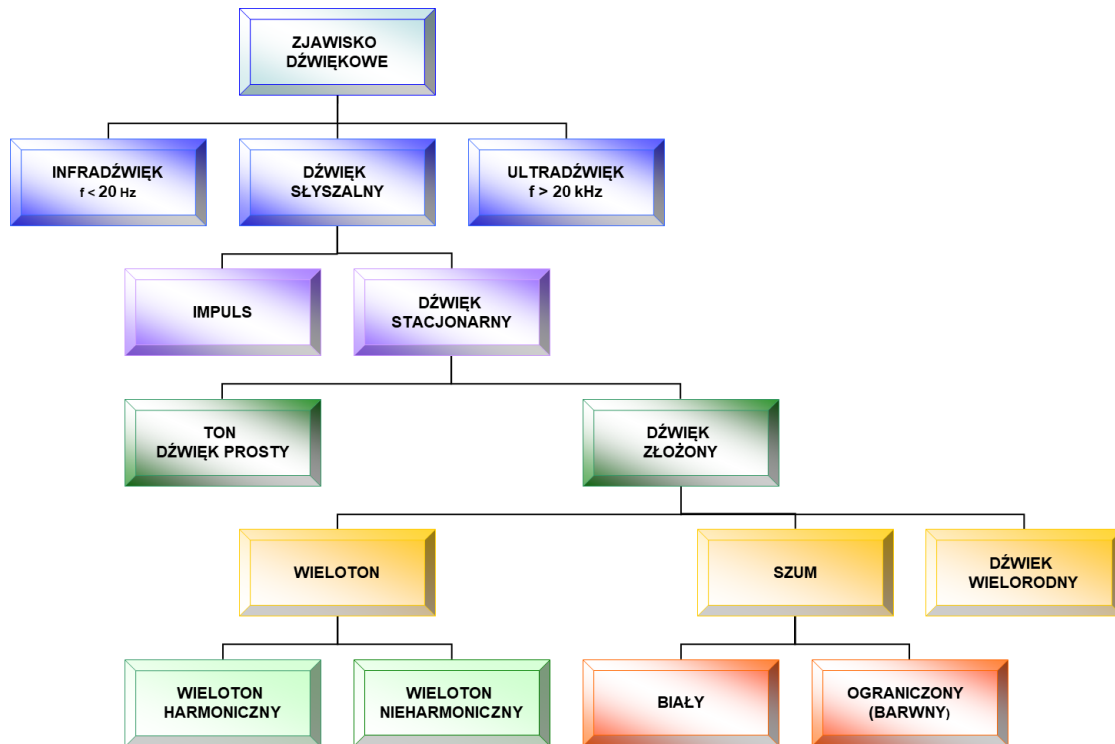 ZJAWISKO
DŹWIĘKOWE
INFRADŹWIĘK
f < 20 Hz
DŹWIĘK
SŁYSZALNY
ULTRADŹWIĘK
f > 20 kHz
IMPULS
DŹWIĘK
STACJONARNY
TON
DŹWIĘK PROSTY
DŹWIĘK
ZŁOŻONY
WIELOTON
SZUM
DŹWIEK
WIELORODNY
WIELOTON
HARMONICZNY
WIELOTON
NIEHARMONICZNY
BIAŁY
OGRANICZONY
(BARWNY)